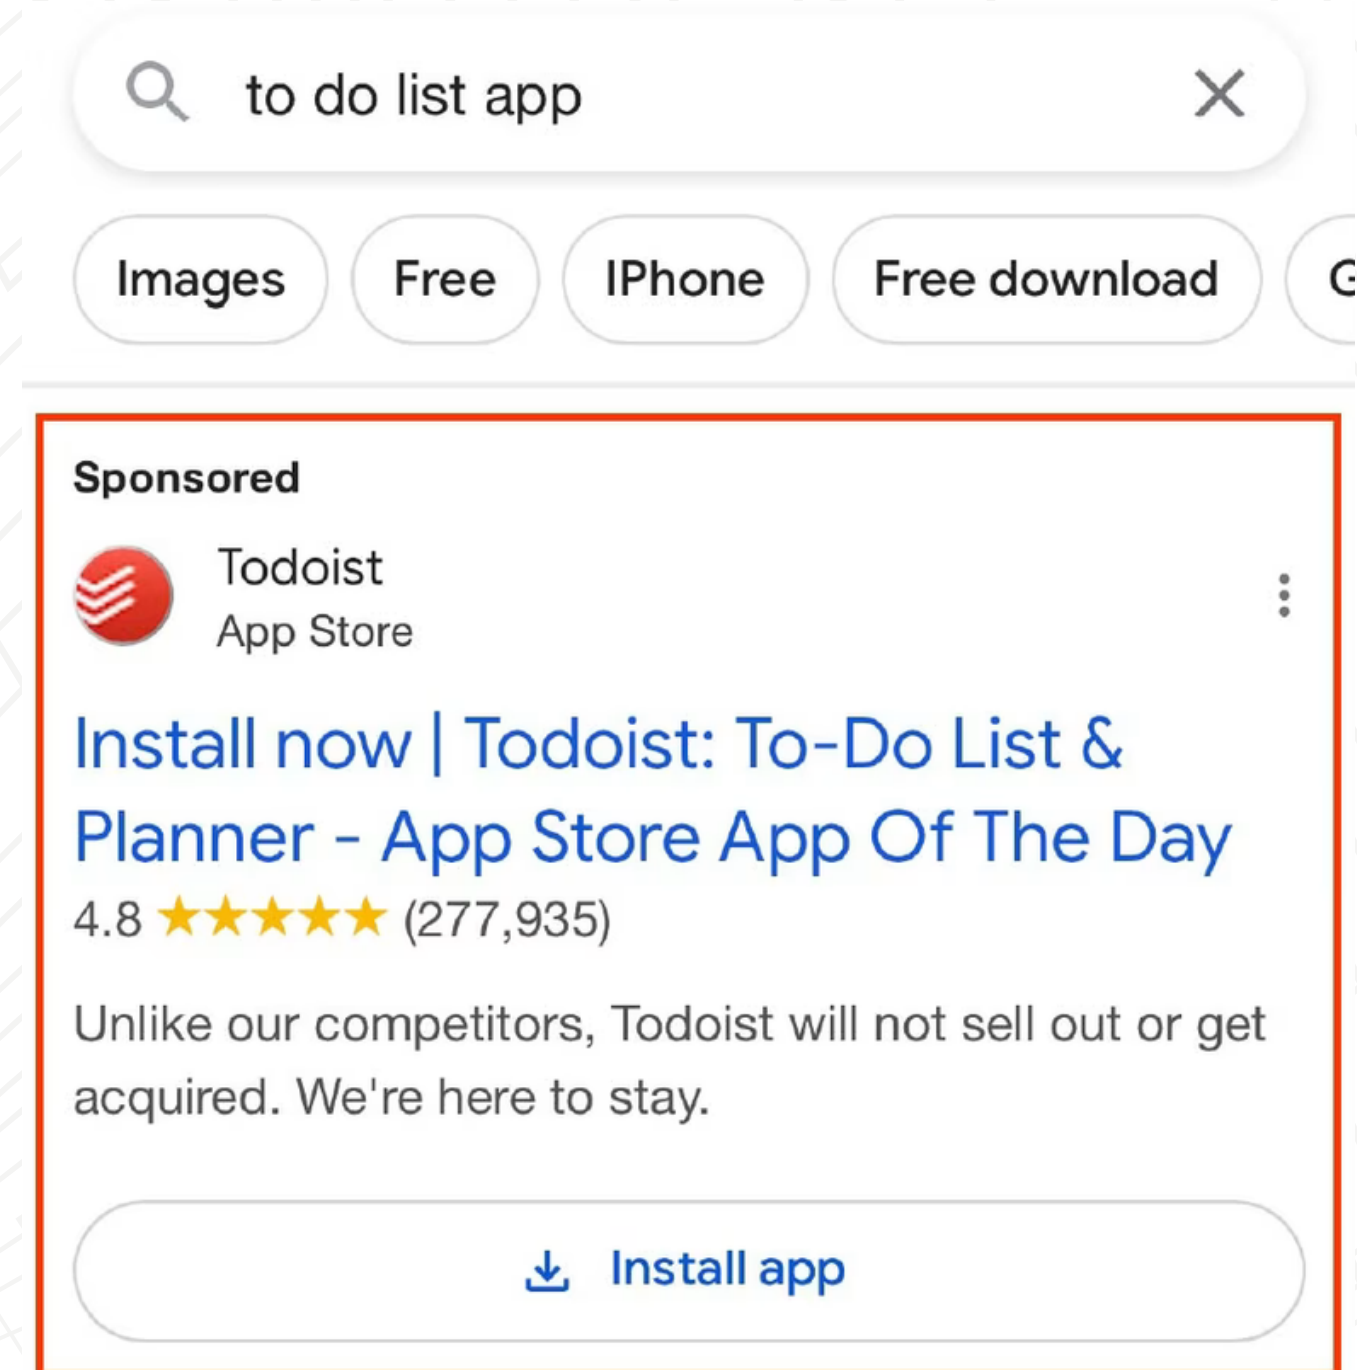 to do list app
Images
Free
IPhone
Free download
G
Sponsored
Todoist
App Store
Install now | Todoist: To-Do List &
Planner - App Store App Of The Day
4.8 ★★★★★ (277,935)
Unlike our competitors, Todoist will not sell out or get
acquired. We're here to stay.
Install app